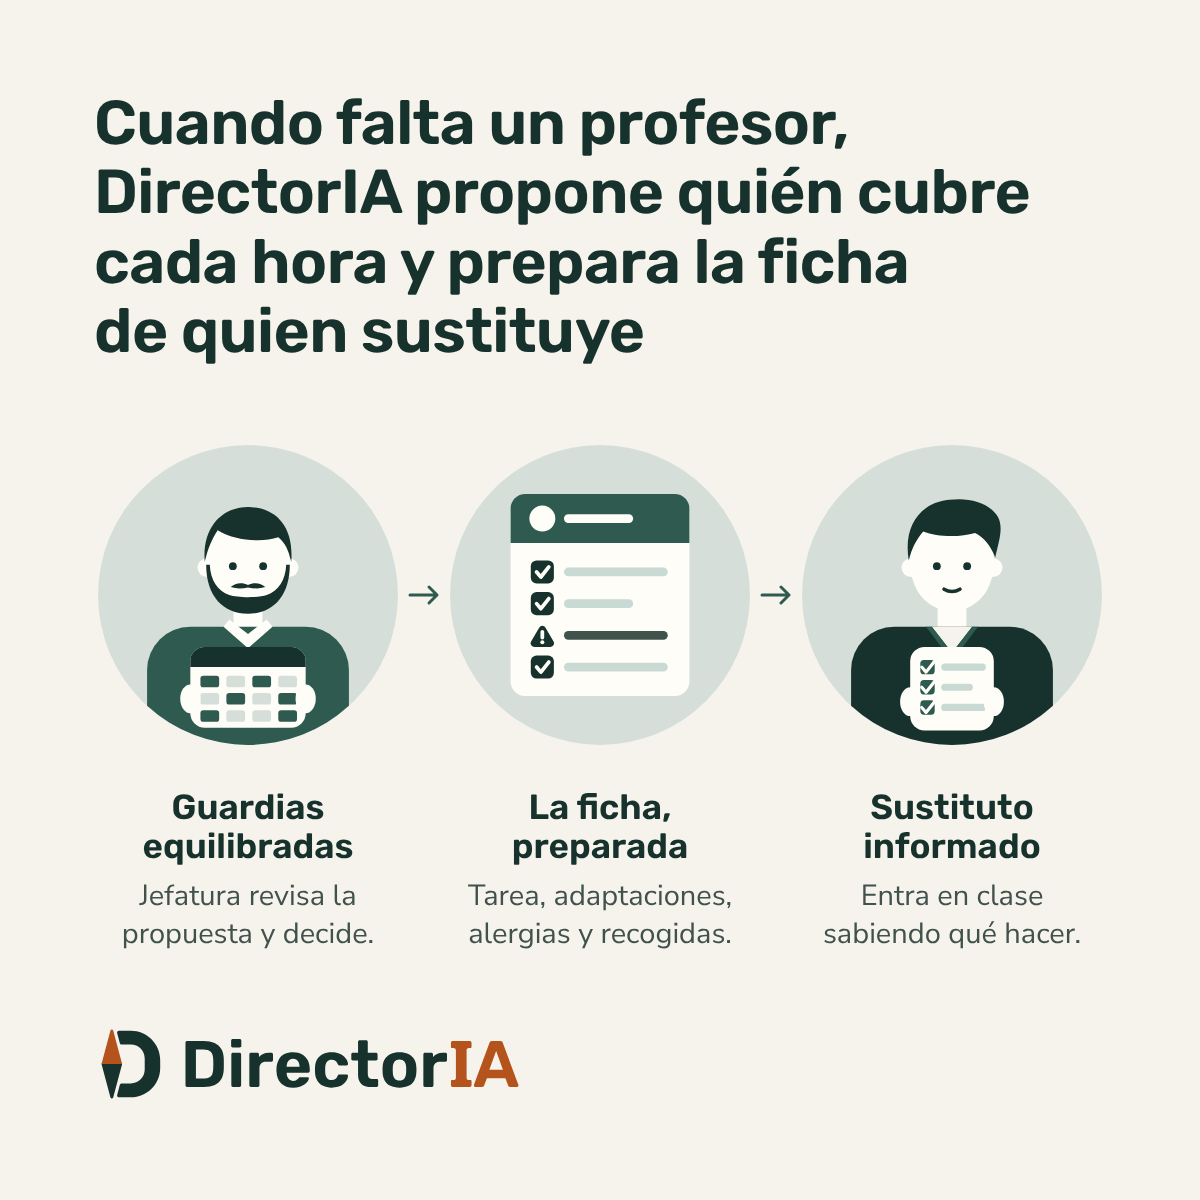 Cuando falta un profesor,
DirectorIA propone quién cubre
cada hora y prepara la ficha
de quien sustituye
Guardias
equilibradas
Jefatura revisa la
propuesta y decide.
La ficha,
preparada
Tarea, adaptaciones,
alergias y recogidas.
Sustituto
informado
Entra en clase
sabiendo qué hacer.
DirectorIA